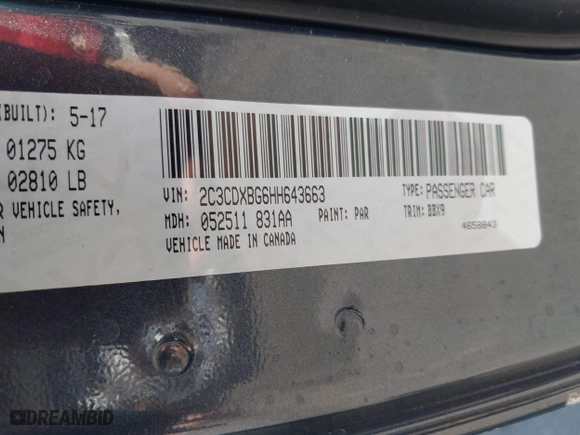 (BUILT): 5-17
01275 KG
02810 LB
R VEHICLE SAFETY,
N
VIN: 2C3CDXBG6HH643663
TYPE: PASSENGER CAR
MDH: 052511 831AA
PAINT: PAR
TRIM: BBX9
VEHICLE MADE IN CANADA
4658843
DREAMBID